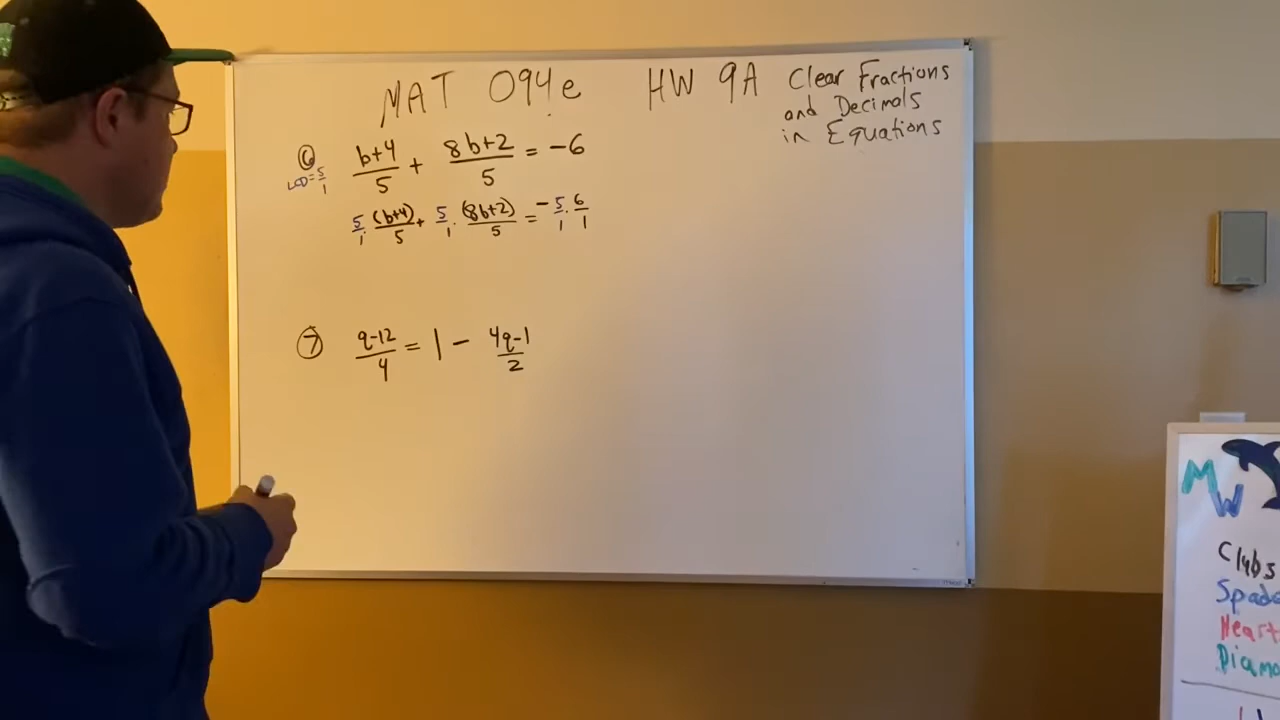 MAT 094e HW 9A Clear Fractions
and Decimals
in Equations
⑥ (b+4)/5 + (8b+2)/5 = -6
LCD = 5/1
5/1 · (b+4)/5 + 5/1 · (8b+2)/5 = - 5/1 · 6/1
⑦ (q-12)/4 = 1 - (4q-1)/2
MW
Clubs
Spade
Heart
Diam